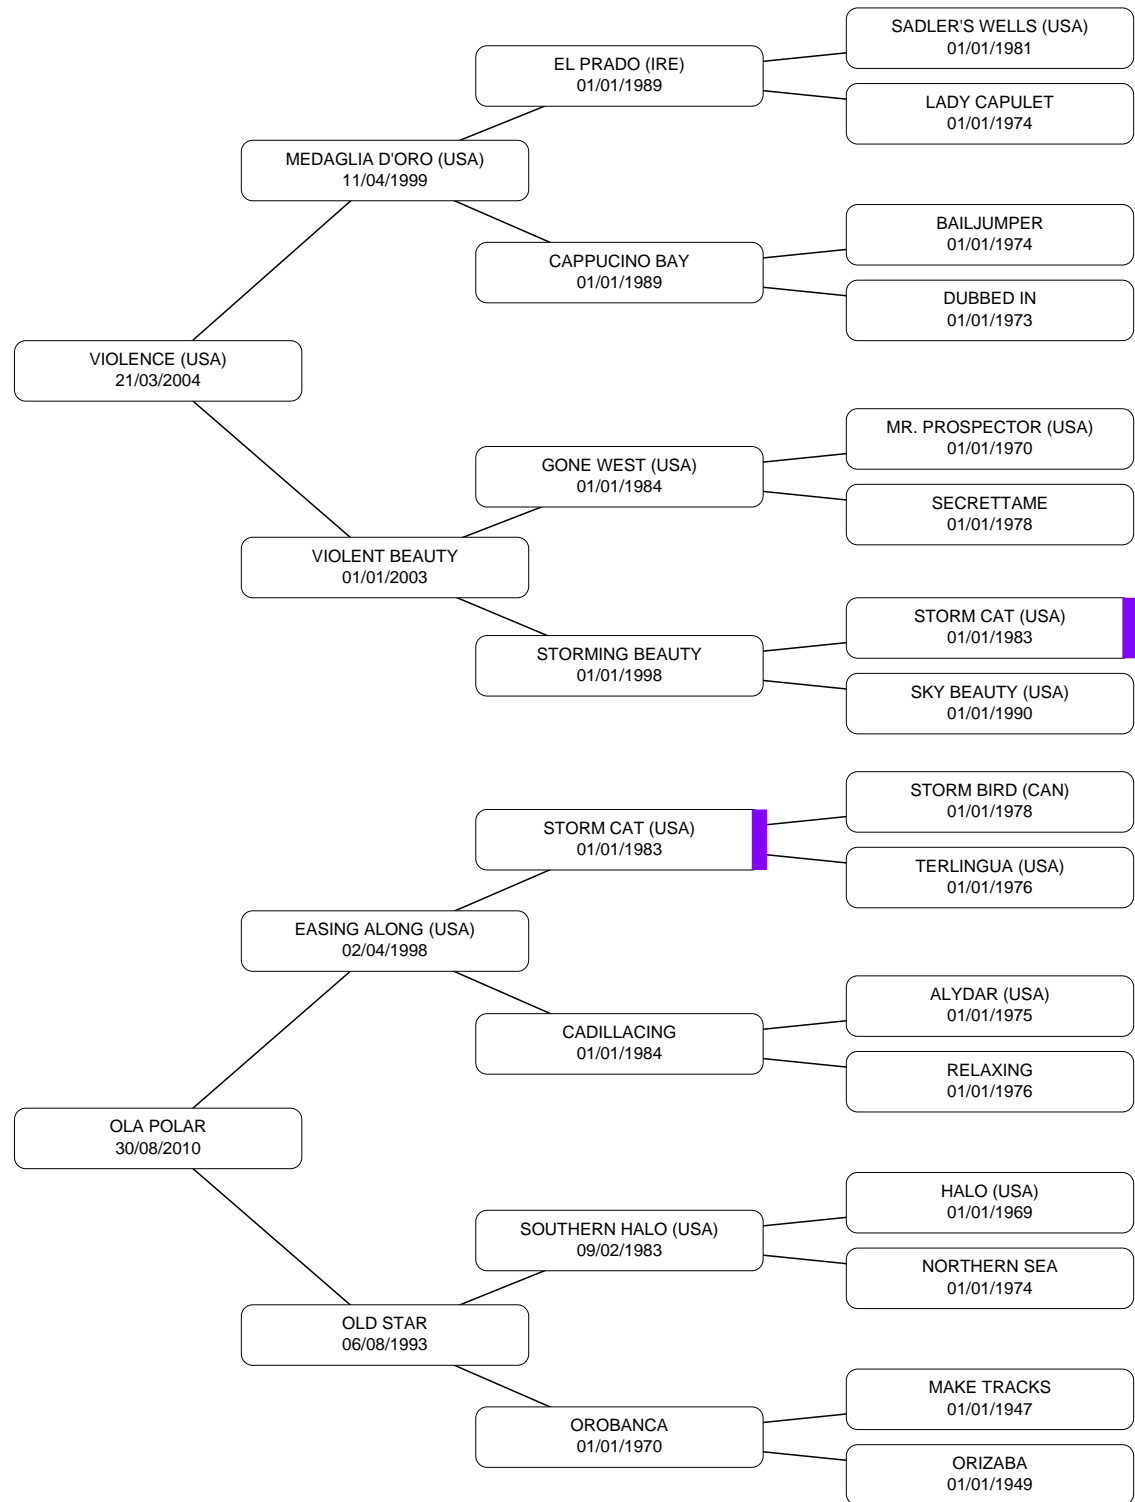 SADLER'S WELLS (USA)
01/01/1981
EL PRADO (IRE)
01/01/1989
LADY CAPULET
01/01/1974
MEDAGLIA D'ORO (USA)
11/04/1999
BAILJUMPER
01/01/1974
CAPPUCINO BAY
01/01/1989
DUBBED IN
01/01/1973
VIOLENCE (USA)
21/03/2004
MR. PROSPECTOR (USA)
01/01/1970
GONE WEST (USA)
01/01/1984
SECRETTAME
01/01/1978
VIOLENT BEAUTY
01/01/2003
STORM CAT (USA)
01/01/1983
STORMING BEAUTY
01/01/1998
SKY BEAUTY (USA)
01/01/1990
STORM BIRD (CAN)
01/01/1978
STORM CAT (USA)
01/01/1983
TERLINGUA (USA)
01/01/1976
EASING ALONG (USA)
02/04/1998
ALYDAR (USA)
01/01/1975
CADILLACING
01/01/1984
RELAXING
01/01/1976
OLA POLAR
30/08/2010
HALO (USA)
01/01/1969
SOUTHERN HALO (USA)
09/02/1983
NORTHERN SEA
01/01/1974
OLD STAR
06/08/1993
MAKE TRACKS
01/01/1947
OROBANCA
01/01/1970
ORIZABA
01/01/1949